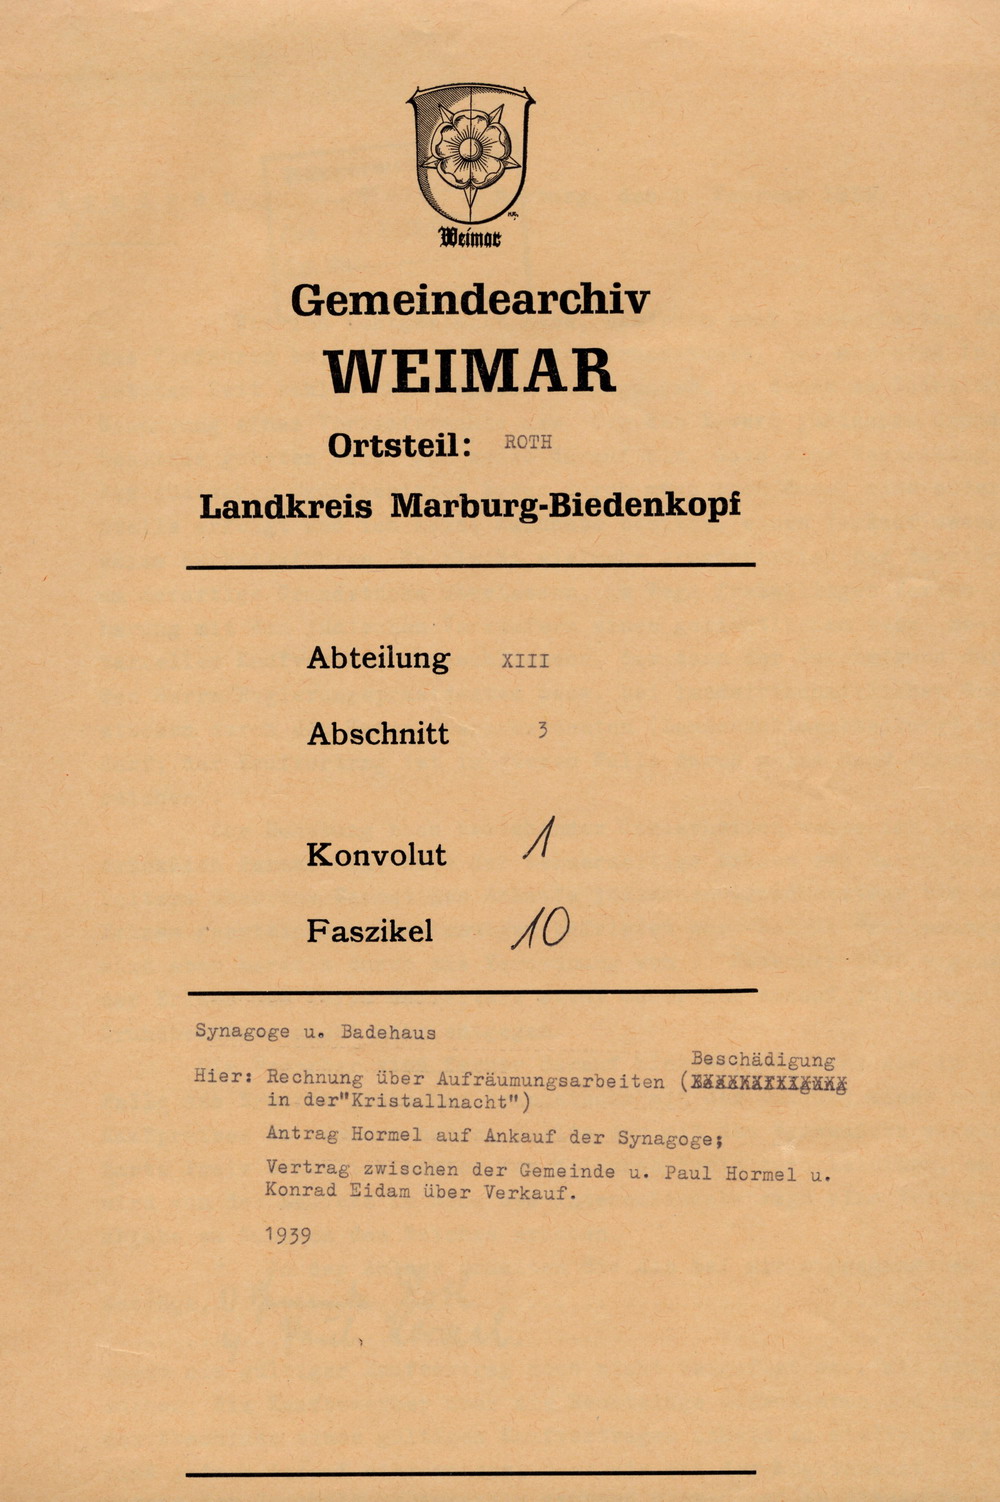 Weimar
Gemeindearchiv
WEIMAR
Ortsteil: ROTH
Landkreis Marburg-Biedenkopf
Abteilung XIII
Abschnitt 3
Konvolut 1
Faszikel 10
Synagoge u. Badehaus
Beschädigung
Hier: Rechnung über Aufräumungsarbeiten (
in der"Kristallnacht")
Antrag Hormel auf Ankauf der Synagoge;
Vertrag zwischen der Gemeinde u. Paul Hormel u.
Konrad Eidam über Verkauf.
1939